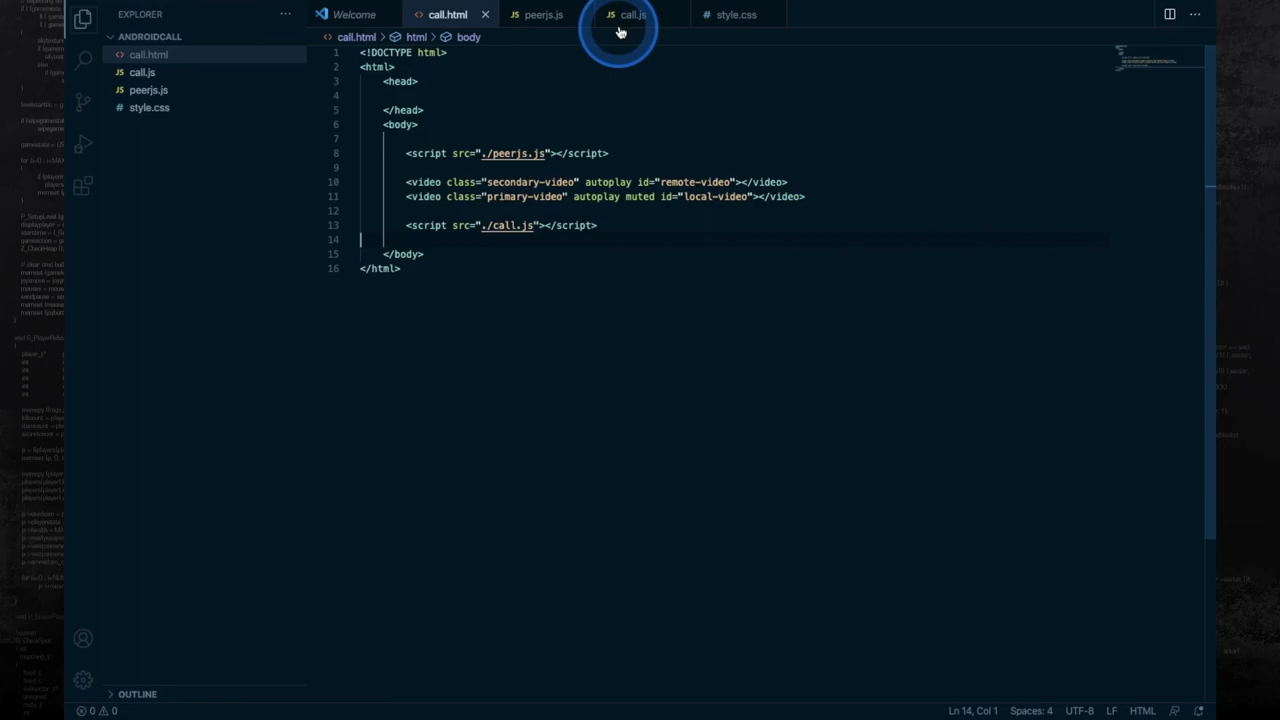 EXPLORER
Welcome
call.html
peerjs.js
call.js
style.css
ANDROIDCALL
call.html
call.js
peerjs.js
style.css
call.html > html > body
1 <!DOCTYPE html>
2 <html>
3 <head>
4
5 </head>
6 <body>
7
8 <script src="./peerjs.js"></script>
9
10 <video class="secondary-video" autoplay id="remote-video"></video>
11 <video class="primary-video" autoplay muted id="local-video"></video>
12
13 <script src="./call.js"></script>
14
15 </body>
16 </html>
OUTLINE
0 0
Ln 14, Col 1
Spaces: 4
UTF-8
LF
HTML